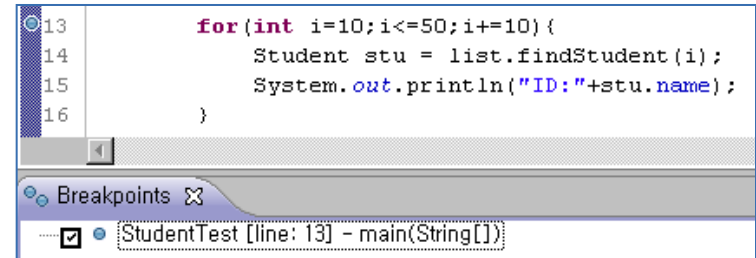 13 for(int i=10;i<=50;i+=10){
14 Student stu = list.findStudent(i);
15 System.out.println("ID:"+stu.name);
16 }
Breakpoints
StudentTest [line: 13] - main(String[])